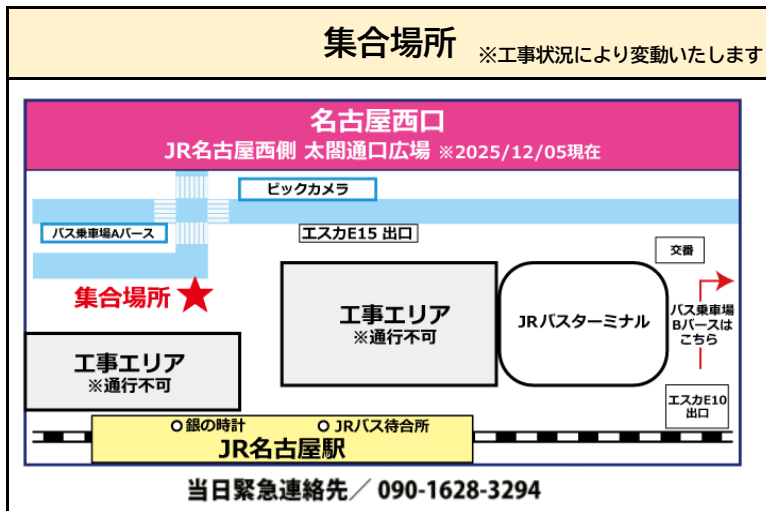 集合場所 ※工事状況により変動いたします
名古屋西口
JR名古屋西側 太閤通口広場 ※2025/12/05現在
ビックカメラ
バス乗車場Aバース
エスカE15 出口
交番
集合場所
工事エリア
※通行不可
JRバスターミナル
バス乗車場
Bバースは
こちら
工事エリア
※通行不可
エスカE10
出口
銀の時計
JRバス待合所
JR名古屋駅
当日緊急連絡先／ 090-1628-3294